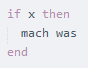 if x then
  mach was
end